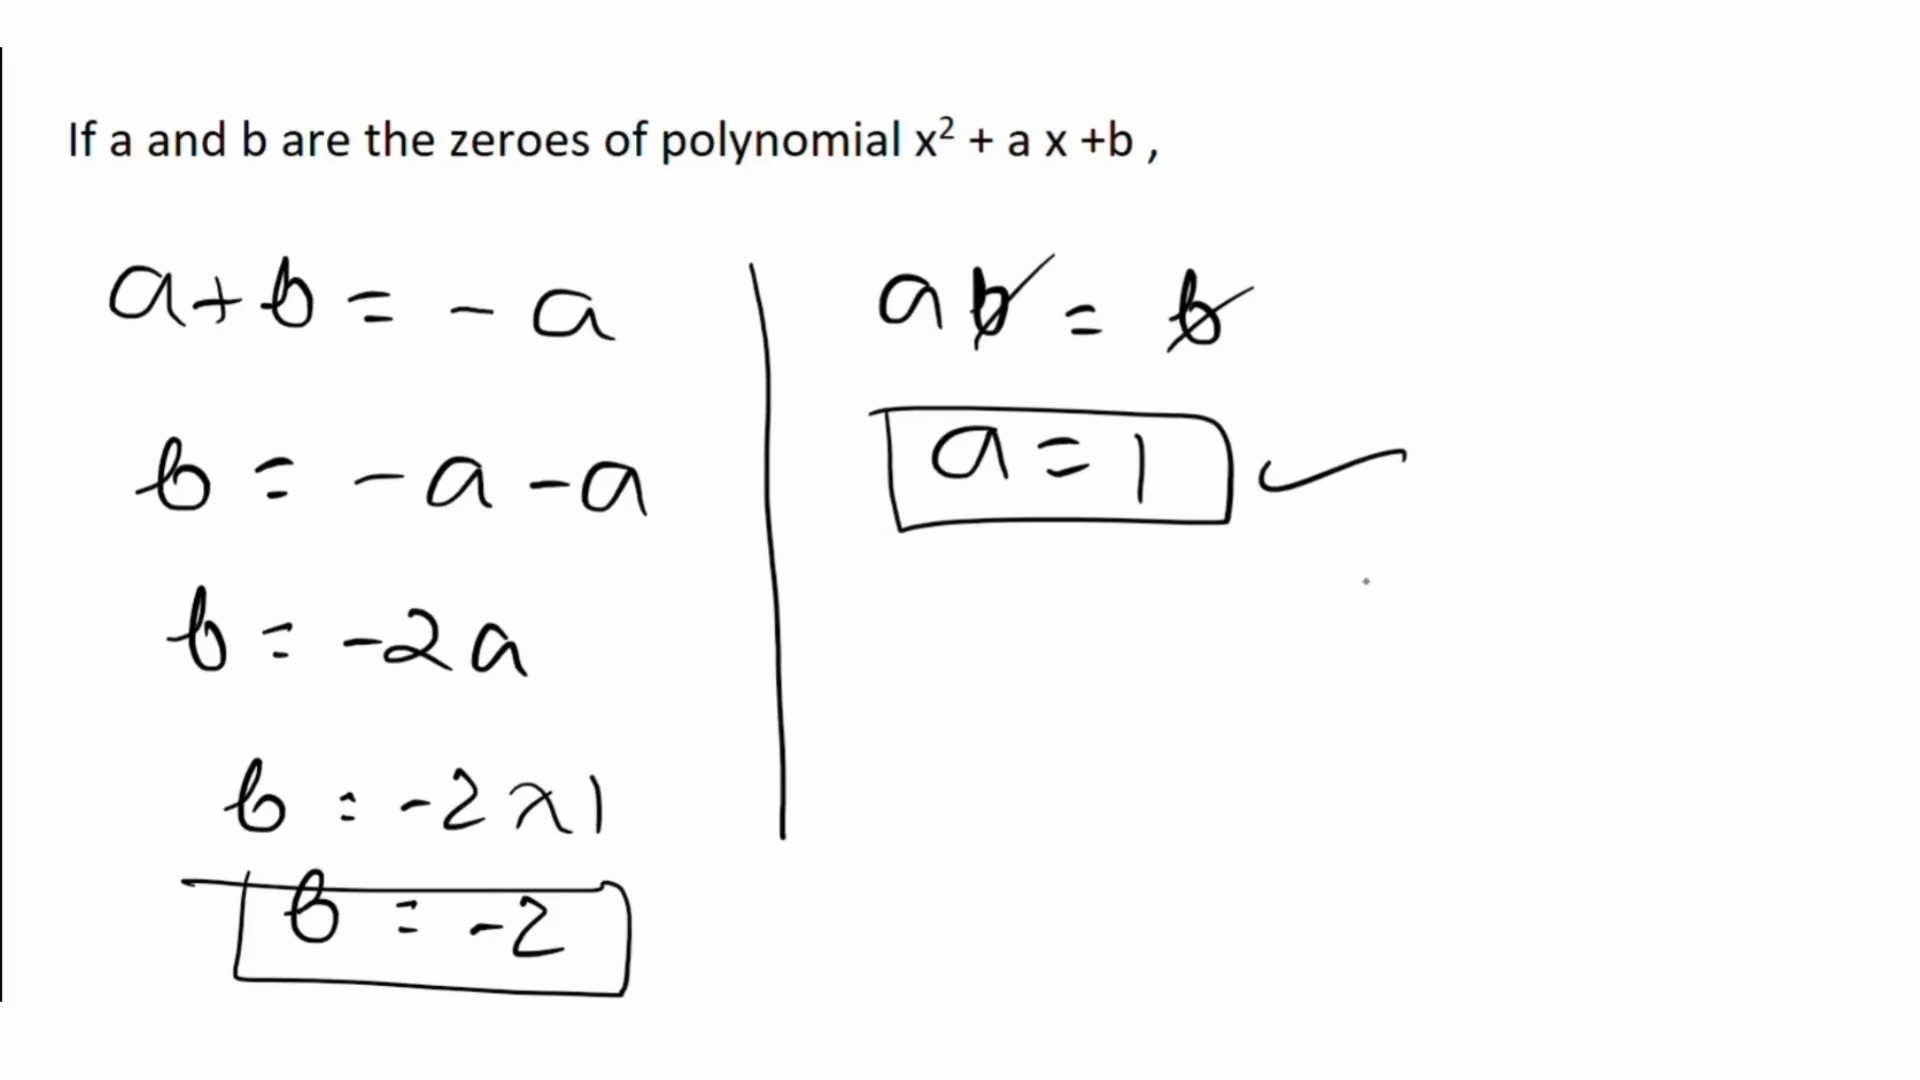 If a and b are the zeroes of polynomial x² + a x +b ,
a+b = - a
b = -a -a
b = -2a
b = -2x1
b = -2
ab = b
a = 1